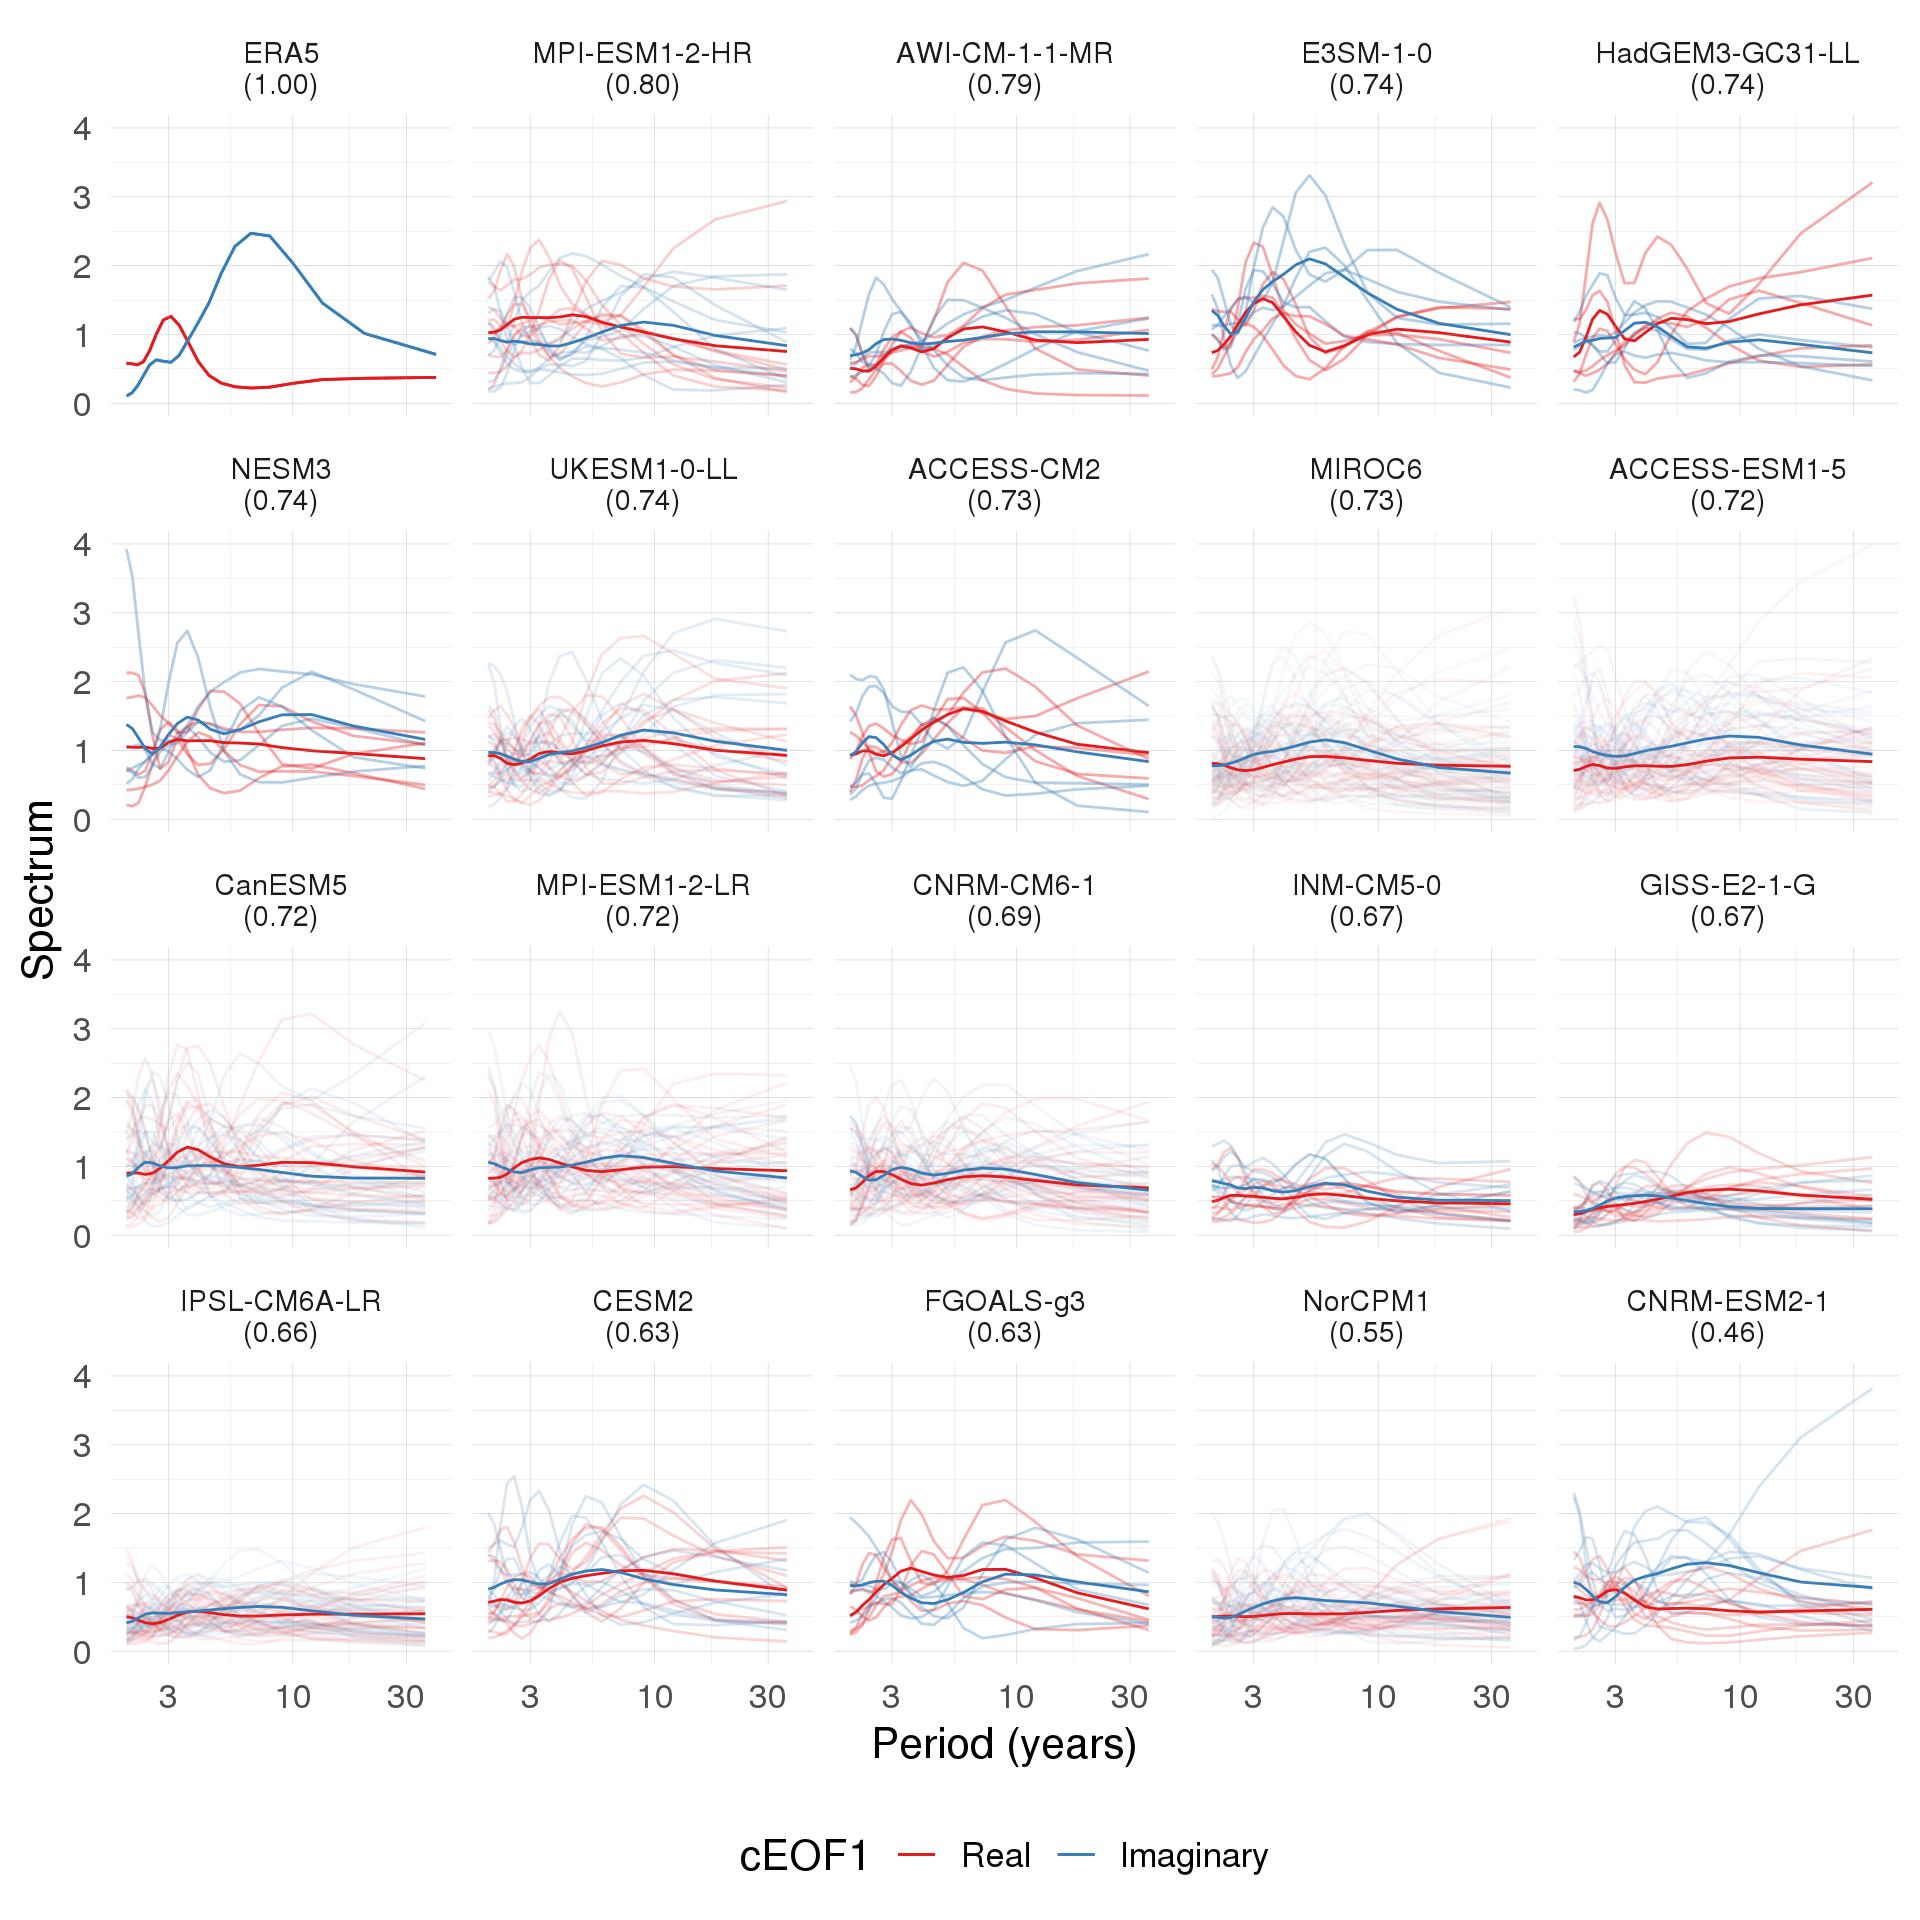 ERA5 MPI-ESM1-2-HR AWI-CM-1-1-MR E3SM-1-0 HadGEM3-GC31-LL
(1.00) (0.80) (0.79) (0.74) (0.74)
4
3
2
1
0
NESM3 UKESM1-0-LL ACCESS-CM2 MIROC6 ACCESS-ESM1-5
(0.74) (0.74) (0.73) (0.73) (0.72)
4
3
2
1
0
Spectrum
CanESM5 MPI-ESM1-2-LR CNRM-CM6-1 INM-CM5-0 GISS-E2-1-G
(0.72) (0.72) (0.69) (0.67) (0.67)
4
3
2
1
0
IPSL-CM6A-LR CESM2 FGOALS-g3 NorCPM1 CNRM-ESM2-1
(0.66) (0.63) (0.63) (0.55) (0.46)
4
3
2
1
0
3 10 30 3 10 30 3 10 30 3 10 30 3 10 30
Period (years)
cEOF1 Real Imaginary